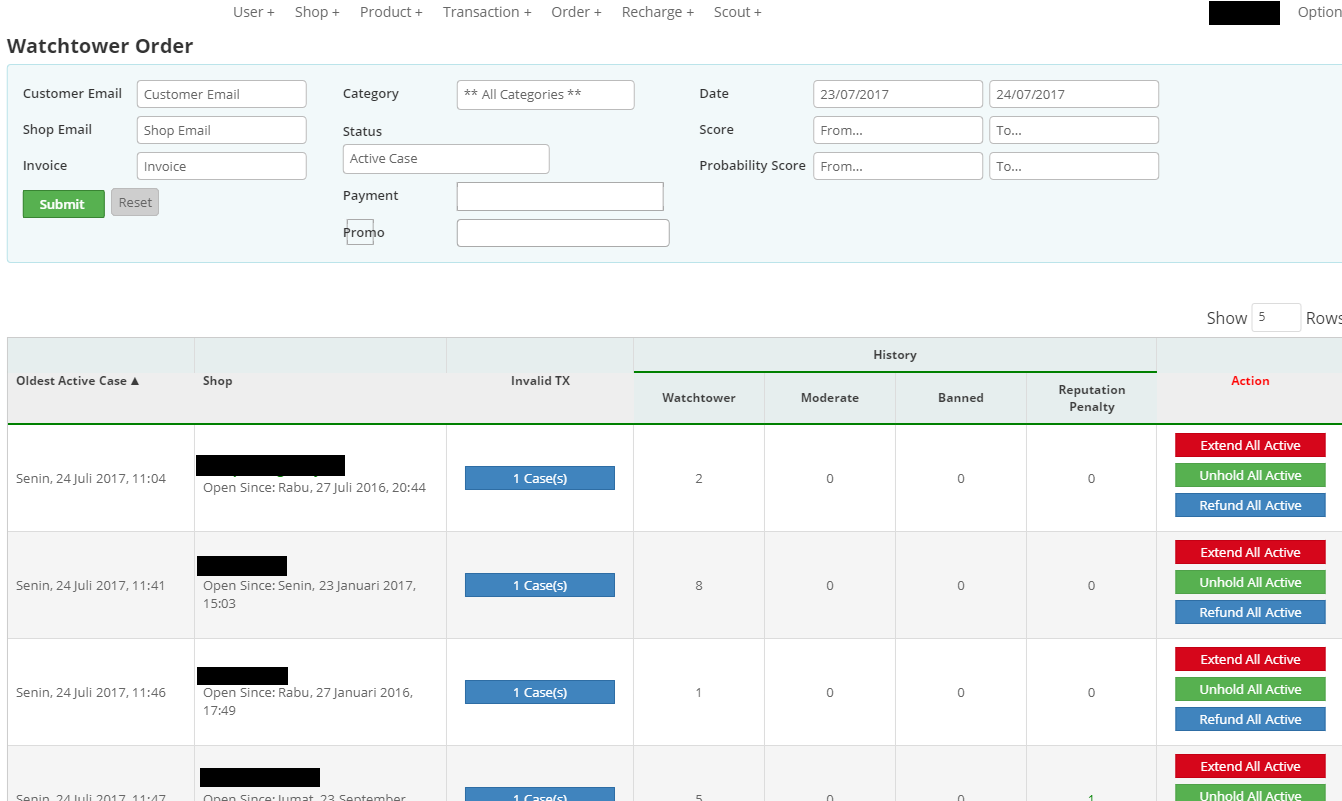 User + Shop + Product + Transaction + Order + Recharge + Scout + Option
Watchtower Order
Customer Email Customer Email Category ** All Categories ** Date 23/07/2017 24/07/2017
Shop Email Shop Email Status Score From... To...
Invoice Invoice Active Case Probability Score From... To...
Submit Reset Payment
Promo
Show 5 Rows
Oldest Active Case ▲ Shop Invalid TX History Action
Watchtower Moderate Banned Reputation
Penalty
Extend All Active
Senin, 24 Juli 2017, 11:04 Open Since: Rabu, 27 Juli 2016, 20:44 1 Case(s) 2 0 0 0 Unhold All Active
Refund All Active
Extend All Active
Senin, 24 Juli 2017, 11:41 Open Since: Senin, 23 Januari 2017, 1 Case(s) 8 0 0 0 Unhold All Active
15:03 Refund All Active
Extend All Active
Senin, 24 Juli 2017, 11:46 Open Since: Rabu, 27 Januari 2016, 1 Case(s) 1 0 0 0 Unhold All Active
17:49 Refund All Active
Extend All Active
Senin, 24 Juli 2017, 11:47 Open Since: Jumat, 23 September 1 Case(s) 5 0 0 1 Unhold All Active